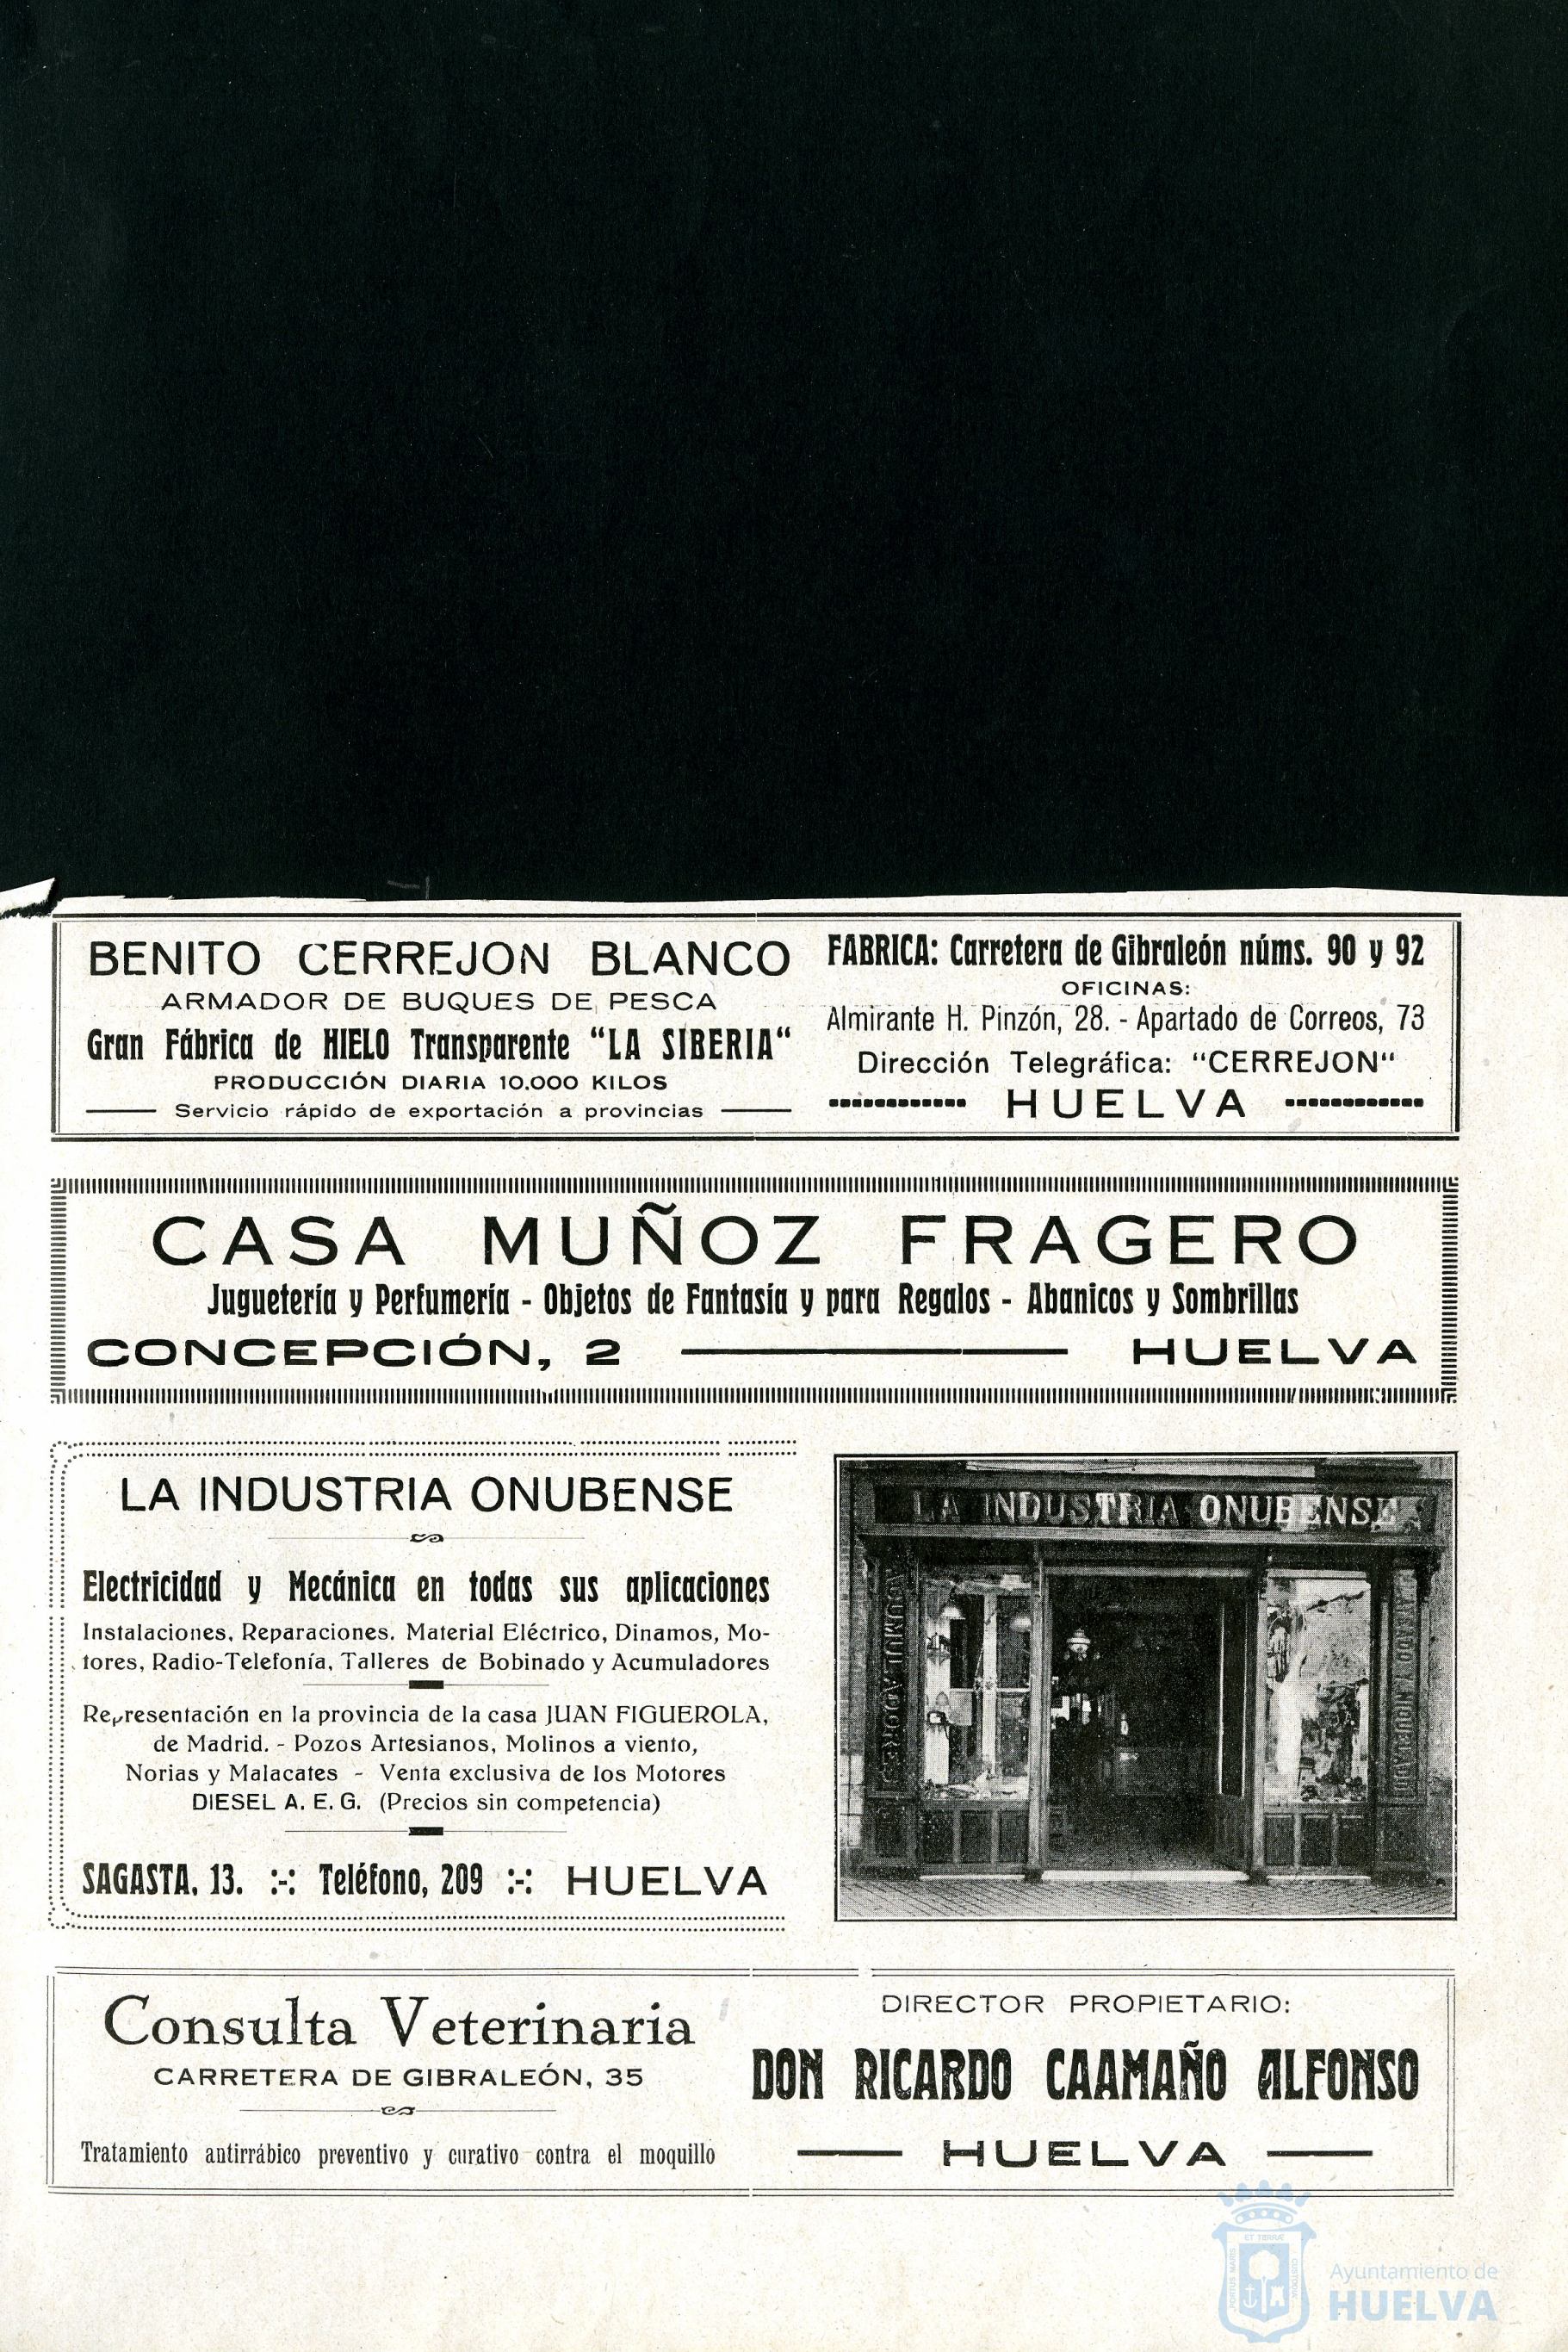 BENITO CERREJON BLANCO
ARMADOR DE BUQUES DE PESCA
Gran Fábrica de HIELO Transparente “LA SIBERIA“
PRODUCCIÓN DIARIA 10.000 KILOS
Servicio rápido de exportación a provincias
FABRICA: Carretera de Gibraleón núms. 90 y 92
OFICINAS:
Almirante H. Pinzón, 28. - Apartado de Correos, 73
Dirección Telegráfica: “CERREJON“
HUELVA
CASA MUÑOZ FRAGERO
Juguetería y Perfumería - Objetos de Fantasía y para Regalos - Abanicos y Sombrillas
CONCEPCIÓN, 2 HUELVA
LA INDUSTRIA ONUBENSE
Electricidad y Mecánica en todas sus aplicaciones
Instalaciones, Reparaciones. Material Eléctrico, Dinamos, Mo-
tores, Radio-Telefonía, Talleres de Bobinado y Acumuladores
Representación en la provincia de la casa JUAN FIGUEROLA,
de Madrid. - Pozos Artesianos, Molinos a viento,
Norias y Malacates - Venta exclusiva de los Motores
DIESEL A. E. G. (Precios sin competencia)
SAGASTA, 13. :-: Teléfono, 209 :-: HUELVA
LA INDUSTRIA ONUBENSE
ACUMULADORES
NIQUELADO
Consulta Veterinaria
CARRETERA DE GIBRALEÓN, 35
Tratamiento antirrábico preventivo y curativo contra el moquillo
DIRECTOR PROPIETARIO:
DON RICARDO CAAMAÑO ALFONSO
HUELVA
PORTUS MARIS
ET TERRAE
CUSTODIA
Ayuntamiento de
HUELVA